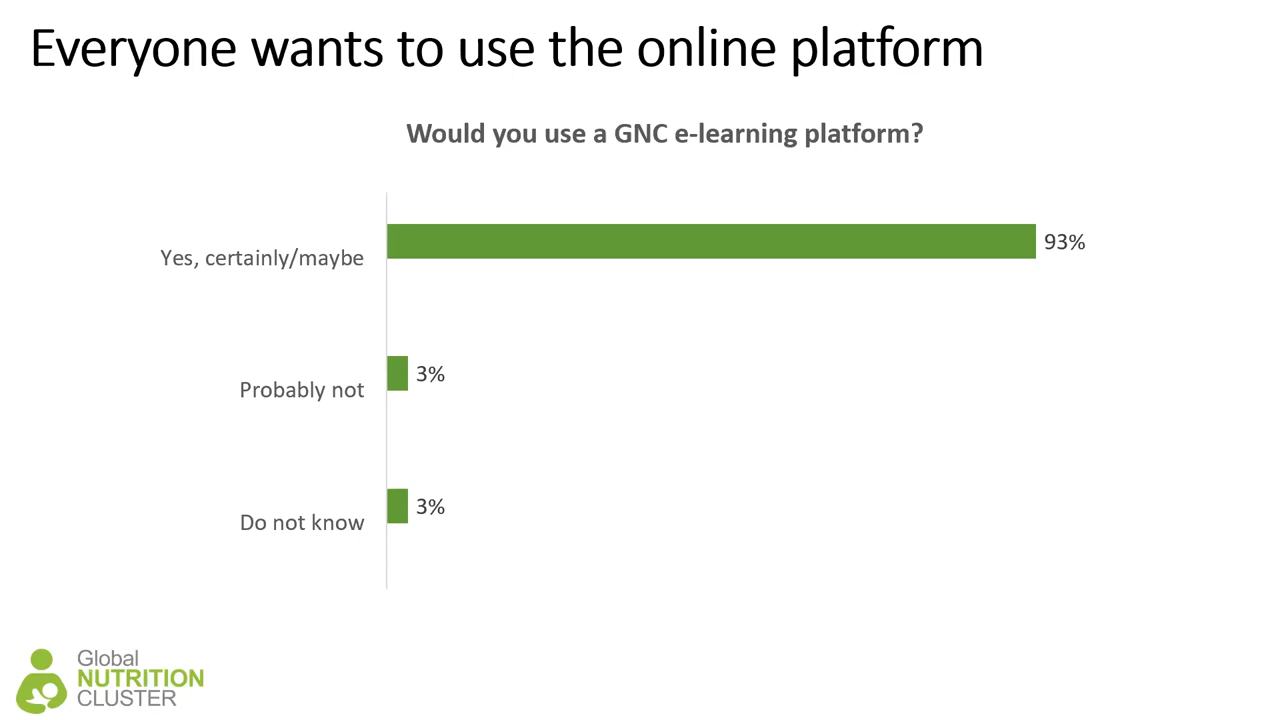 Everyone wants to use the online platform
Would you use a GNC e-learning platform?
Yes, certainly/maybe
93%
Probably not
3%
Do not know
3%
Global
NUTRITION
CLUSTER